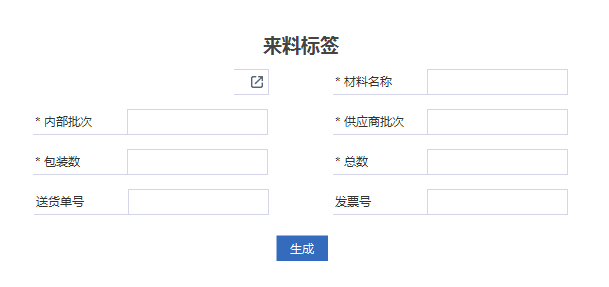 来料标签
* 材料名称
* 内部批次
* 供应商批次
* 包装数
* 总数
送货单号
发票号
生成